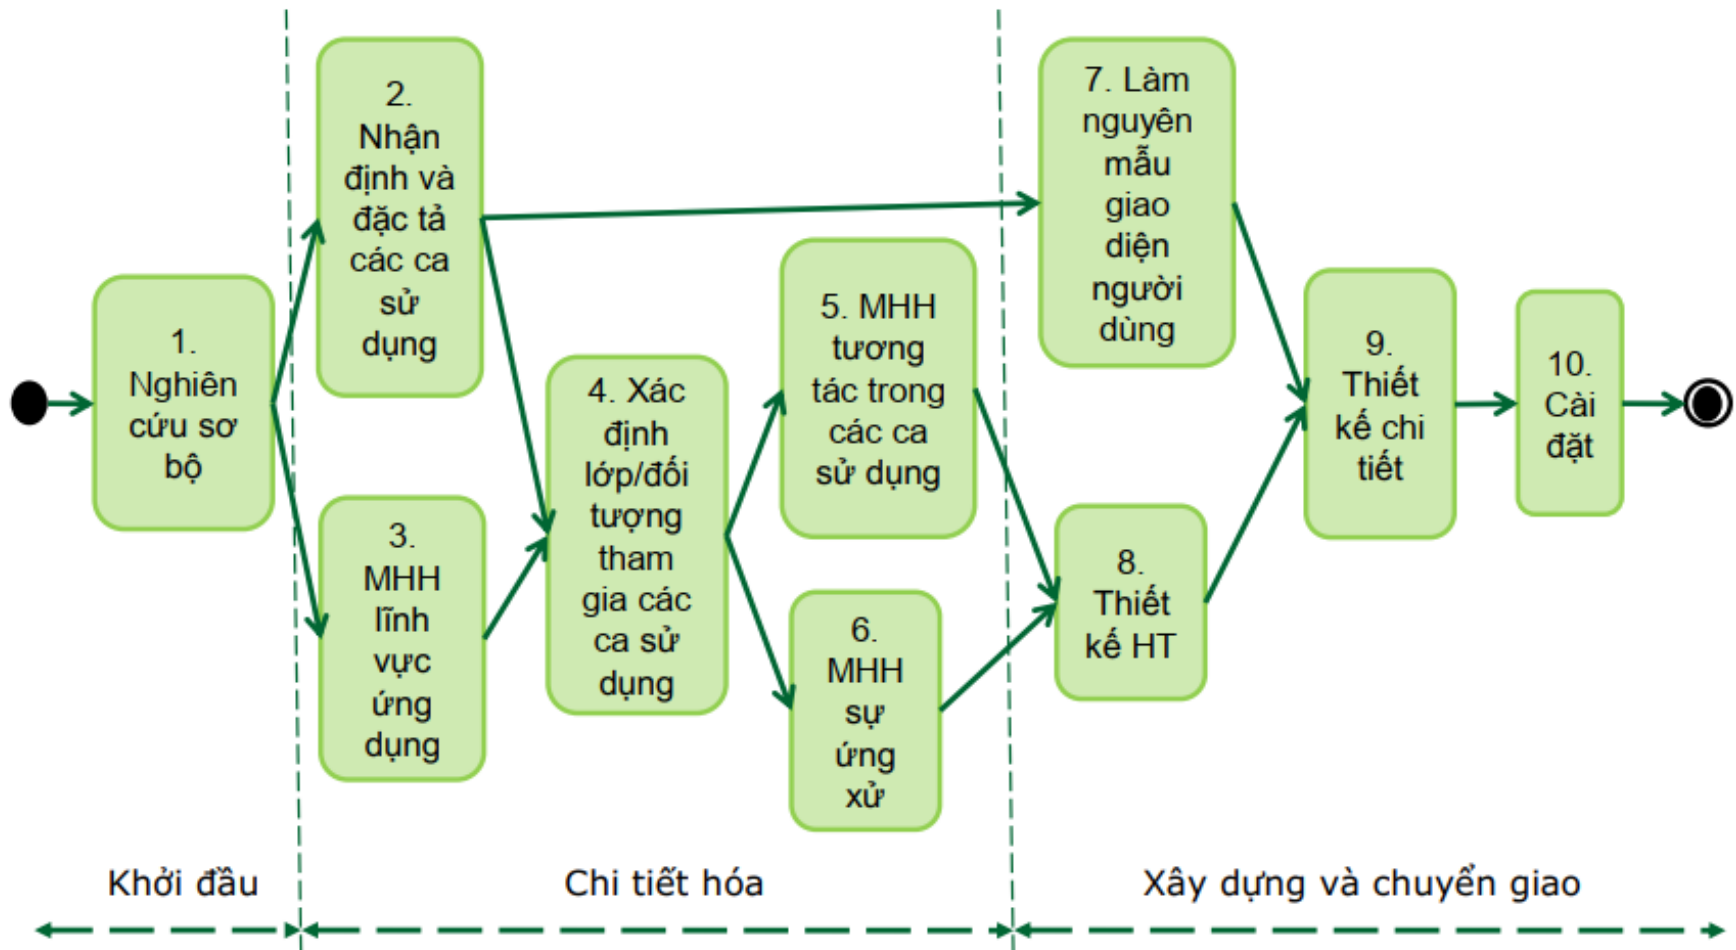 1.
Nghiên
cứu sơ
bộ
2.
Nhận
định và
đặc tả
các ca
sử
dụng
3.
MHH
lĩnh
vực
ứng
dụng
4. Xác
định
lớp/đối
tượng
tham
gia các
ca sử
dụng
5. MHH
tương
tác trong
các ca
sử dụng
6.
MHH
sự
ứng
xử
7. Làm
nguyên
mẫu
giao
diện
người
dùng
8.
Thiết
kế HT
9.
Thiết
kế chi
tiết
10.
Cài
đặt
Khởi đầu
Chi tiết hóa
Xây dựng và chuyển giao